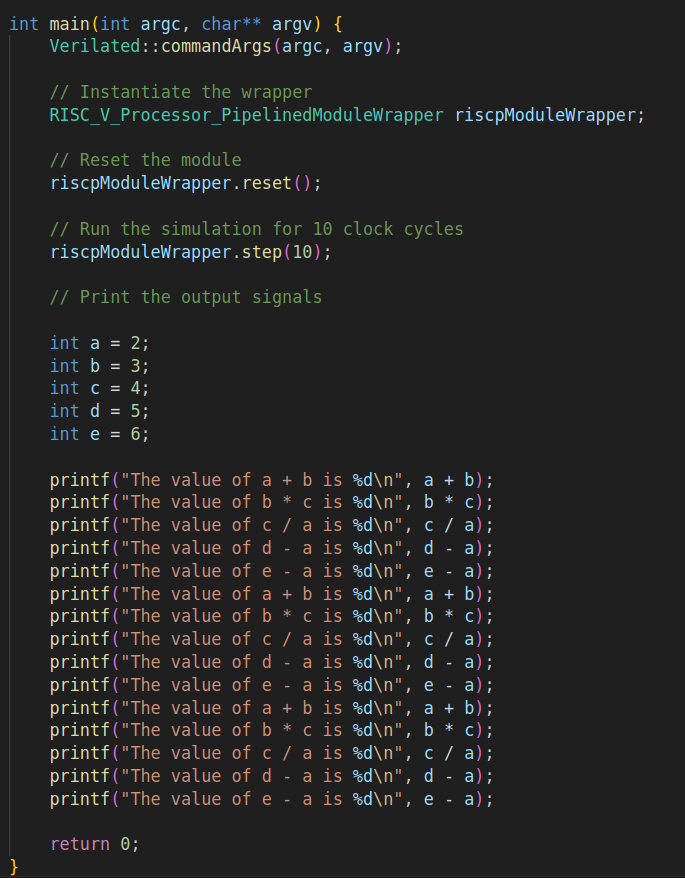 int main(int argc, char** argv) {
    Verilated::commandArgs(argc, argv);

    // Instantiate the wrapper
    RISC_V_Processor_PipelinedModuleWrapper riscpModuleWrapper;

    // Reset the module
    riscpModuleWrapper.reset();

    // Run the simulation for 10 clock cycles
    riscpModuleWrapper.step(10);

    // Print the output signals

    int a = 2;
    int b = 3;
    int c = 4;
    int d = 5;
    int e = 6;

    printf("The value of a + b is %d\n", a + b);
    printf("The value of b * c is %d\n", b * c);
    printf("The value of c / a is %d\n", c / a);
    printf("The value of d - a is %d\n", d - a);
    printf("The value of e - a is %d\n", e - a);
    printf("The value of a + b is %d\n", a + b);
    printf("The value of b * c is %d\n", b * c);
    printf("The value of c / a is %d\n", c / a);
    printf("The value of d - a is %d\n", d - a);
    printf("The value of e - a is %d\n", e - a);
    printf("The value of a + b is %d\n", a + b);
    printf("The value of b * c is %d\n", b * c);
    printf("The value of c / a is %d\n", c / a);
    printf("The value of d - a is %d\n", d - a);
    printf("The value of e - a is %d\n", e - a);

    return 0;
}